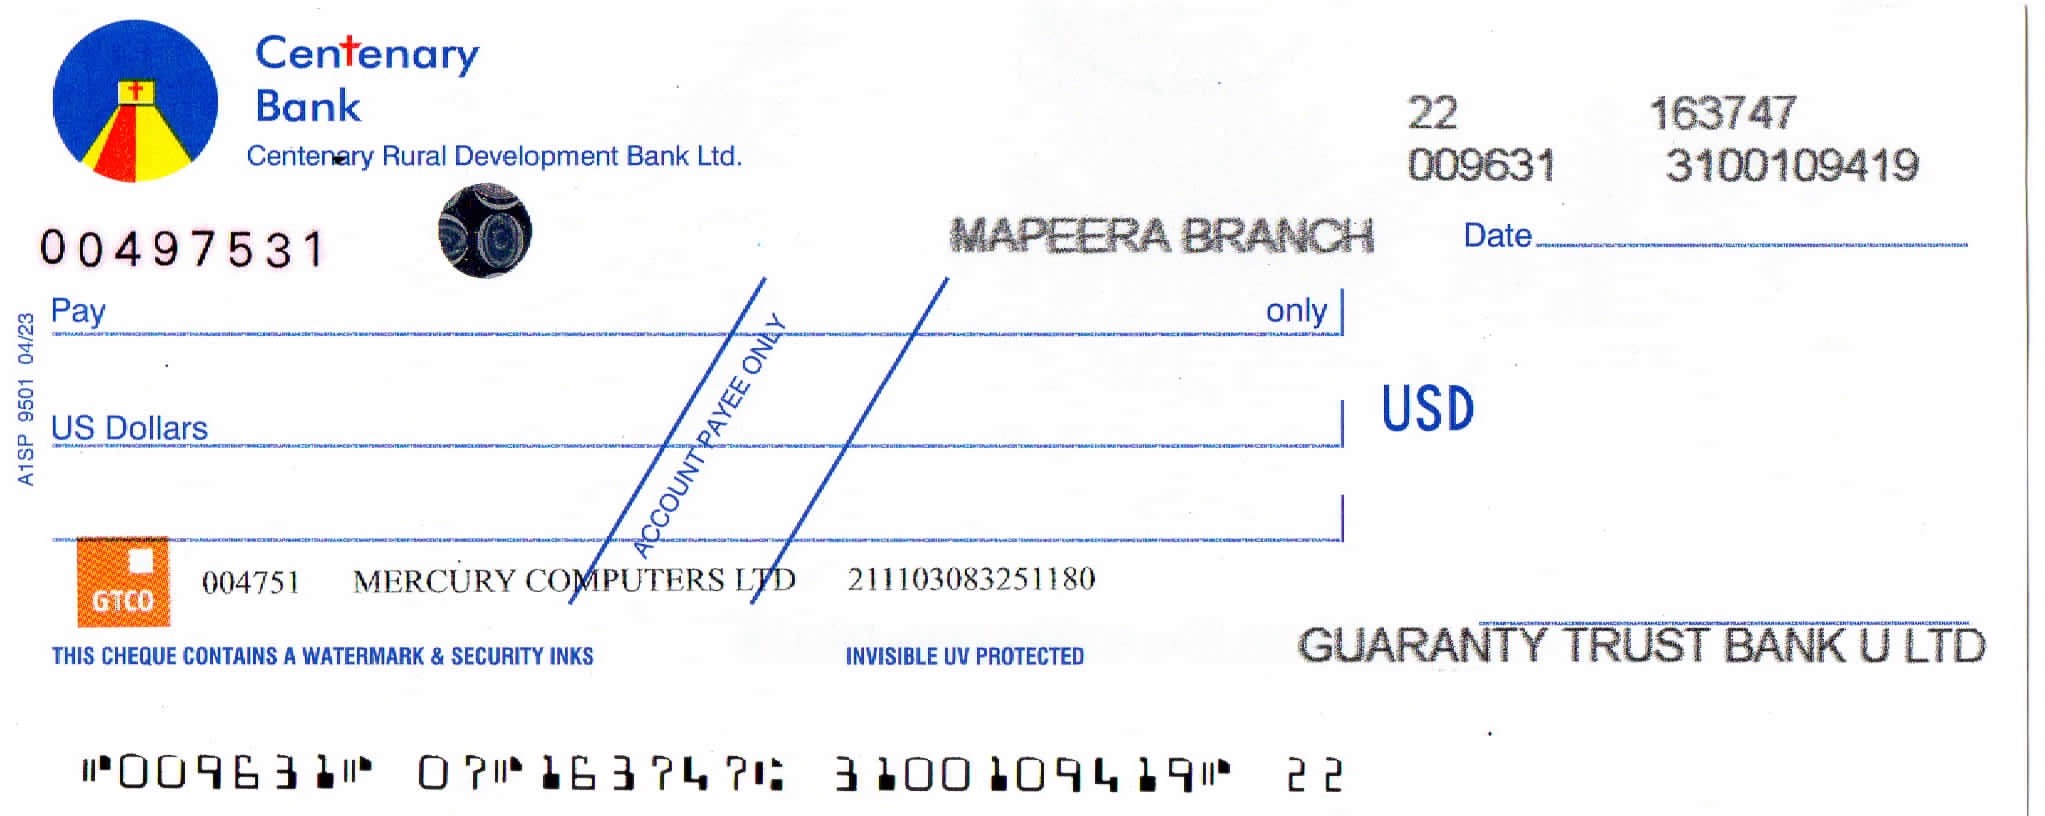 Centenary
Bank
Centenary Rural Development Bank Ltd.
22 163747
009631 3100109419
00497531
MAPEERA BRANCH
Date
Pay only
ACCOUNT PAYEE ONLY
US Dollars
USD
A1SP 9501 04/23
GTCO
004751 MERCURY COMPUTERS LTD 211103083251180
GUARANTY TRUST BANK U LTD
THIS CHEQUE CONTAINS A WATERMARK & SECURITY INKS
INVISIBLE UV PROTECTED
⑈009631⑈ 07⑈163747⑆ 3100109419⑈ 22